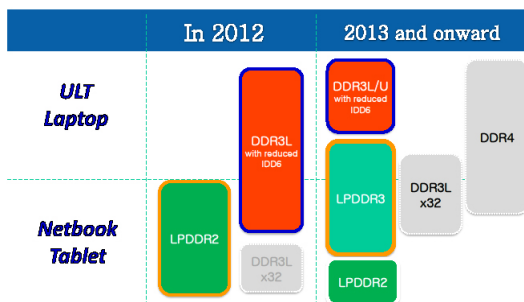 In 2012
2013 and onward
ULT
Laptop
Netbook
Tablet
LPDDR2
DDR3L
with reduced
IDD6
DDR3L
x32
DDR3L/U
with reduced
IDD6
LPDDR3
LPDDR2
DDR3L
x32
DDR4